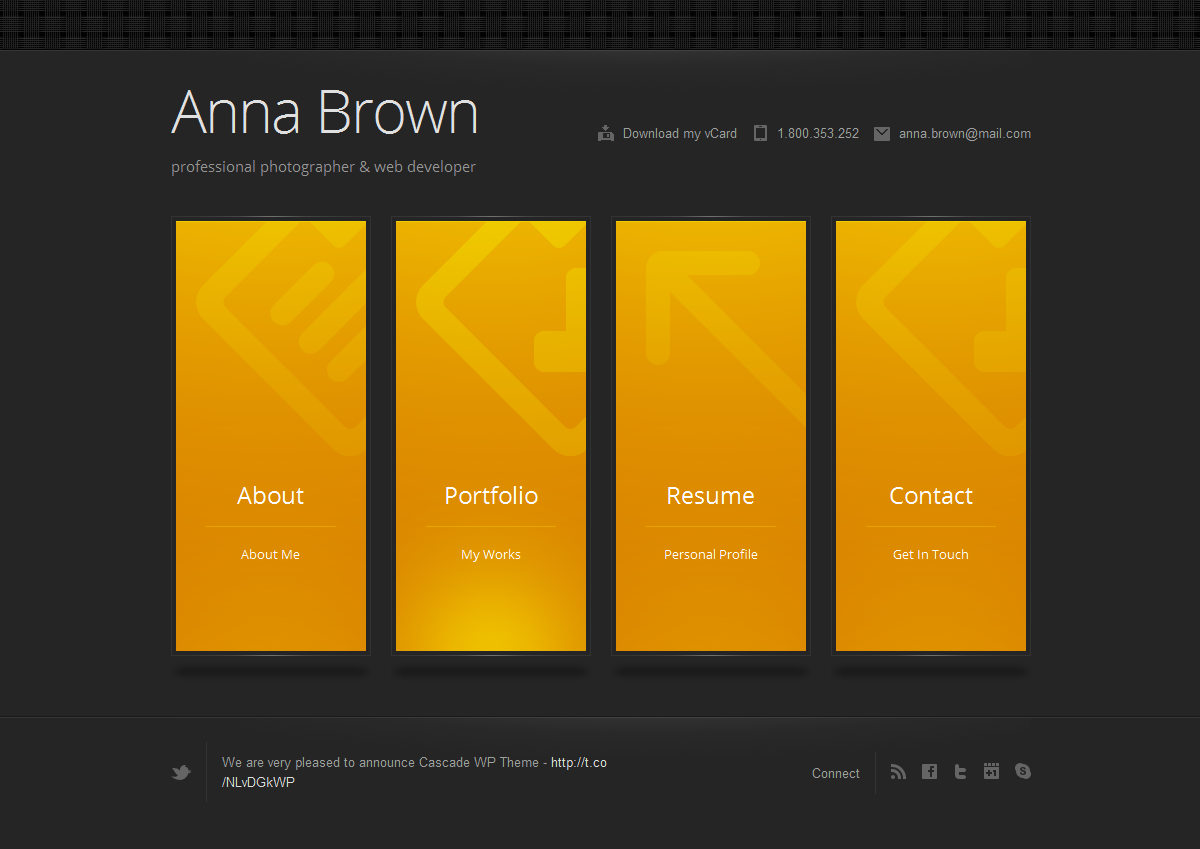 Anna Brown
professional photographer & web developer
Download my vCard
1.800.353.252
anna.brown@mail.com
About
About Me
Portfolio
My Works
Resume
Personal Profile
Contact
Get In Touch
We are very pleased to announce Cascade WP Theme - http://t.co
/NLvDGkWP
Connect